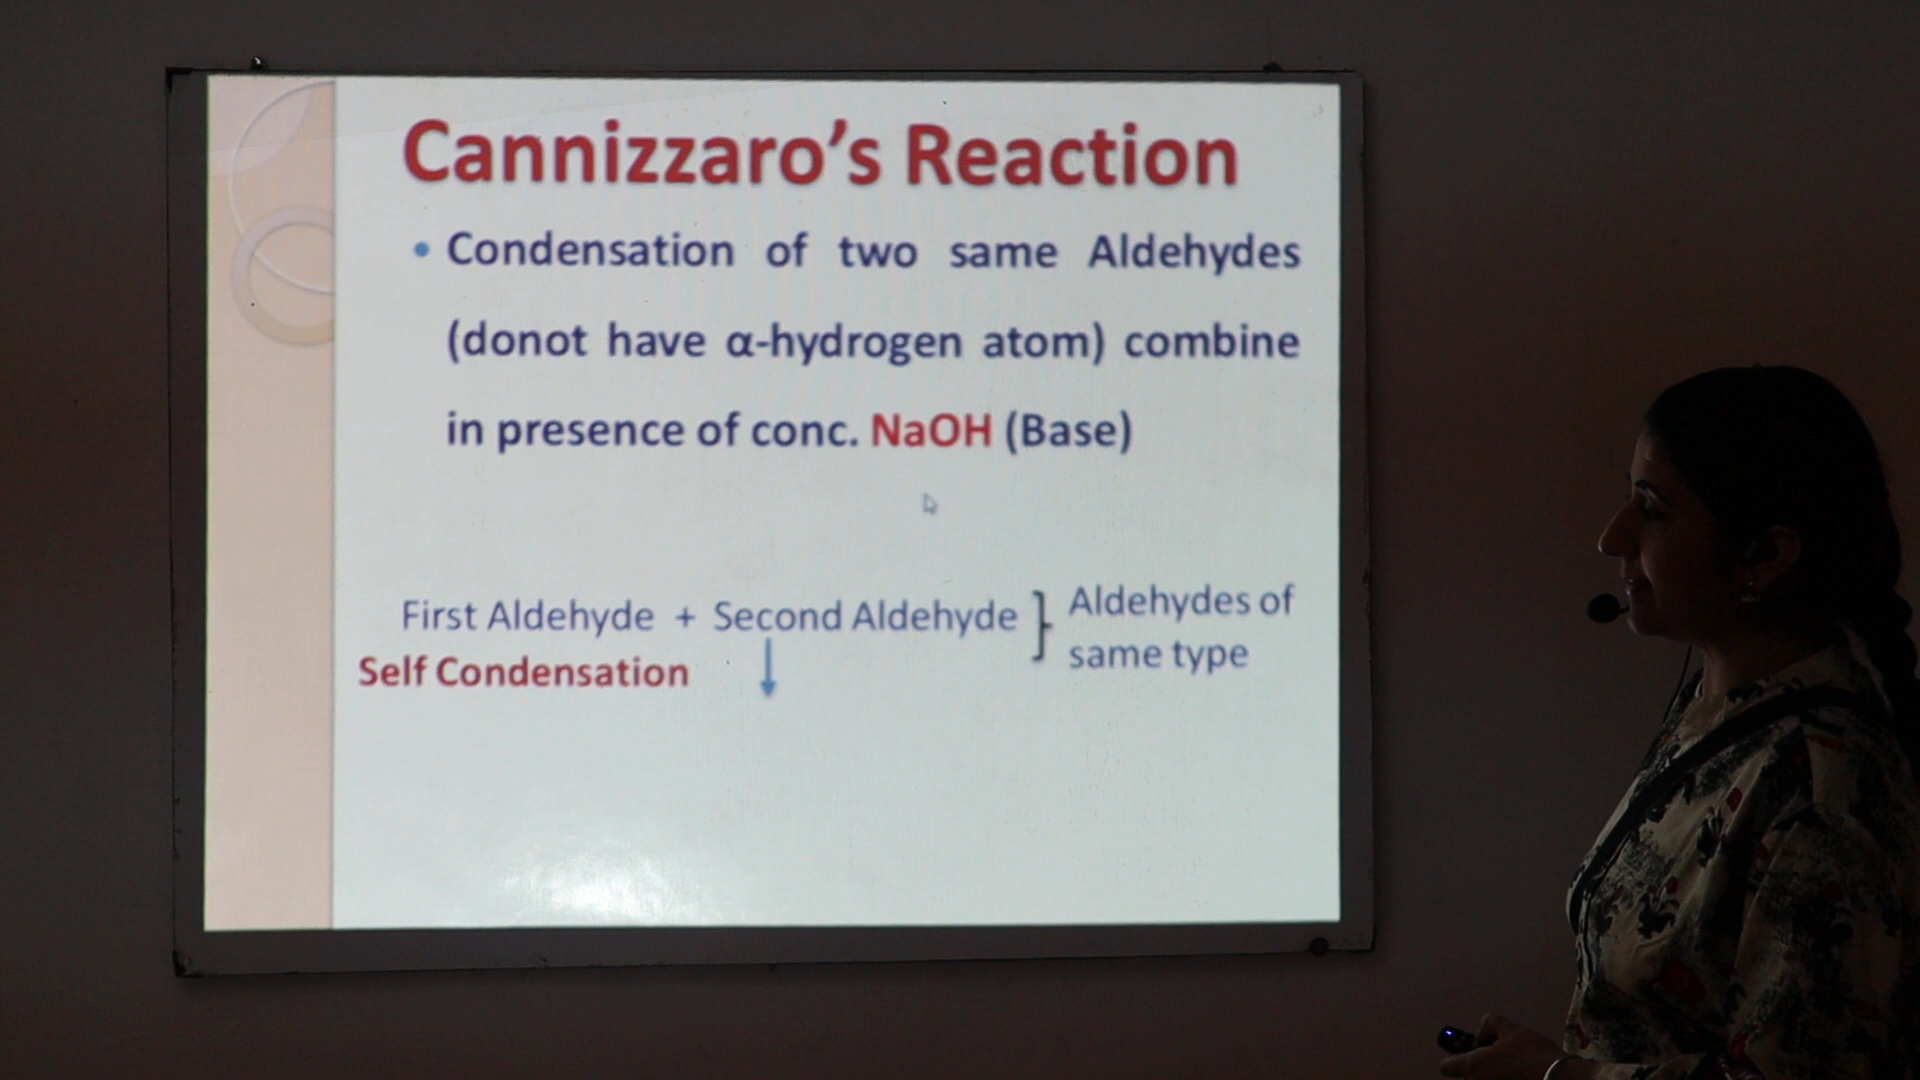 Cannizzaro's Reaction
• Condensation of two same Aldehydes
(donot have α-hydrogen atom) combine
in presence of conc. NaOH (Base)
First Aldehyde + Second Aldehyde } Aldehydes of
same type
Self Condensation